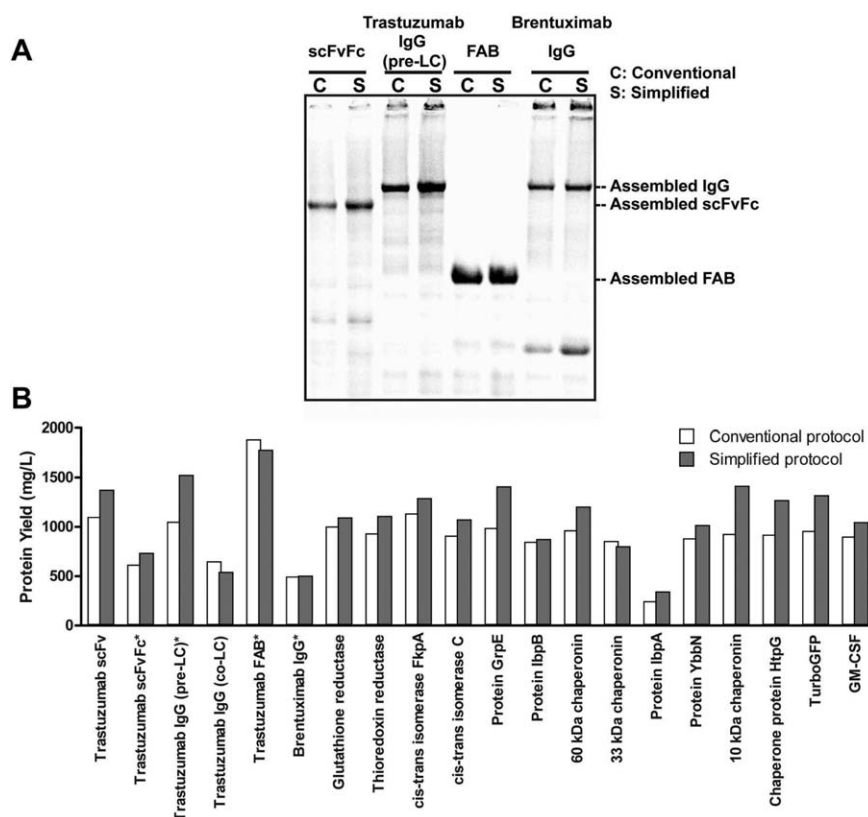 A
scFvFc
Trastuzumab
IgG
(pre-LC)
FAB
Brentuximab
IgG
C S C S C S C S
C: Conventional
S: Simplified
-- Assembled IgG
-- Assembled scFvFc
-- Assembled FAB
B
Protein Yield (mg/L)
2000
1500
1000
500
0
Conventional protocol
Simplified protocol
Trastuzumab scFv
Trastuzumab scFvFc*
Trastuzumab IgG (pre-LC)*
Trastuzumab IgG (co-LC)
Trastuzumab FAB*
Brentuximab IgG*
Glutathione reductase
Thioredoxin reductase
cis-trans isomerase FkpA
cis-trans isomerase C
Protein GrpE
Protein IbpB
60 kDa chaperonin
33 kDa chaperonin
Protein IbpA
Protein YbbN
10 kDa chaperonin
Chaperone protein HtpG
TurboGFP
GM-CSF